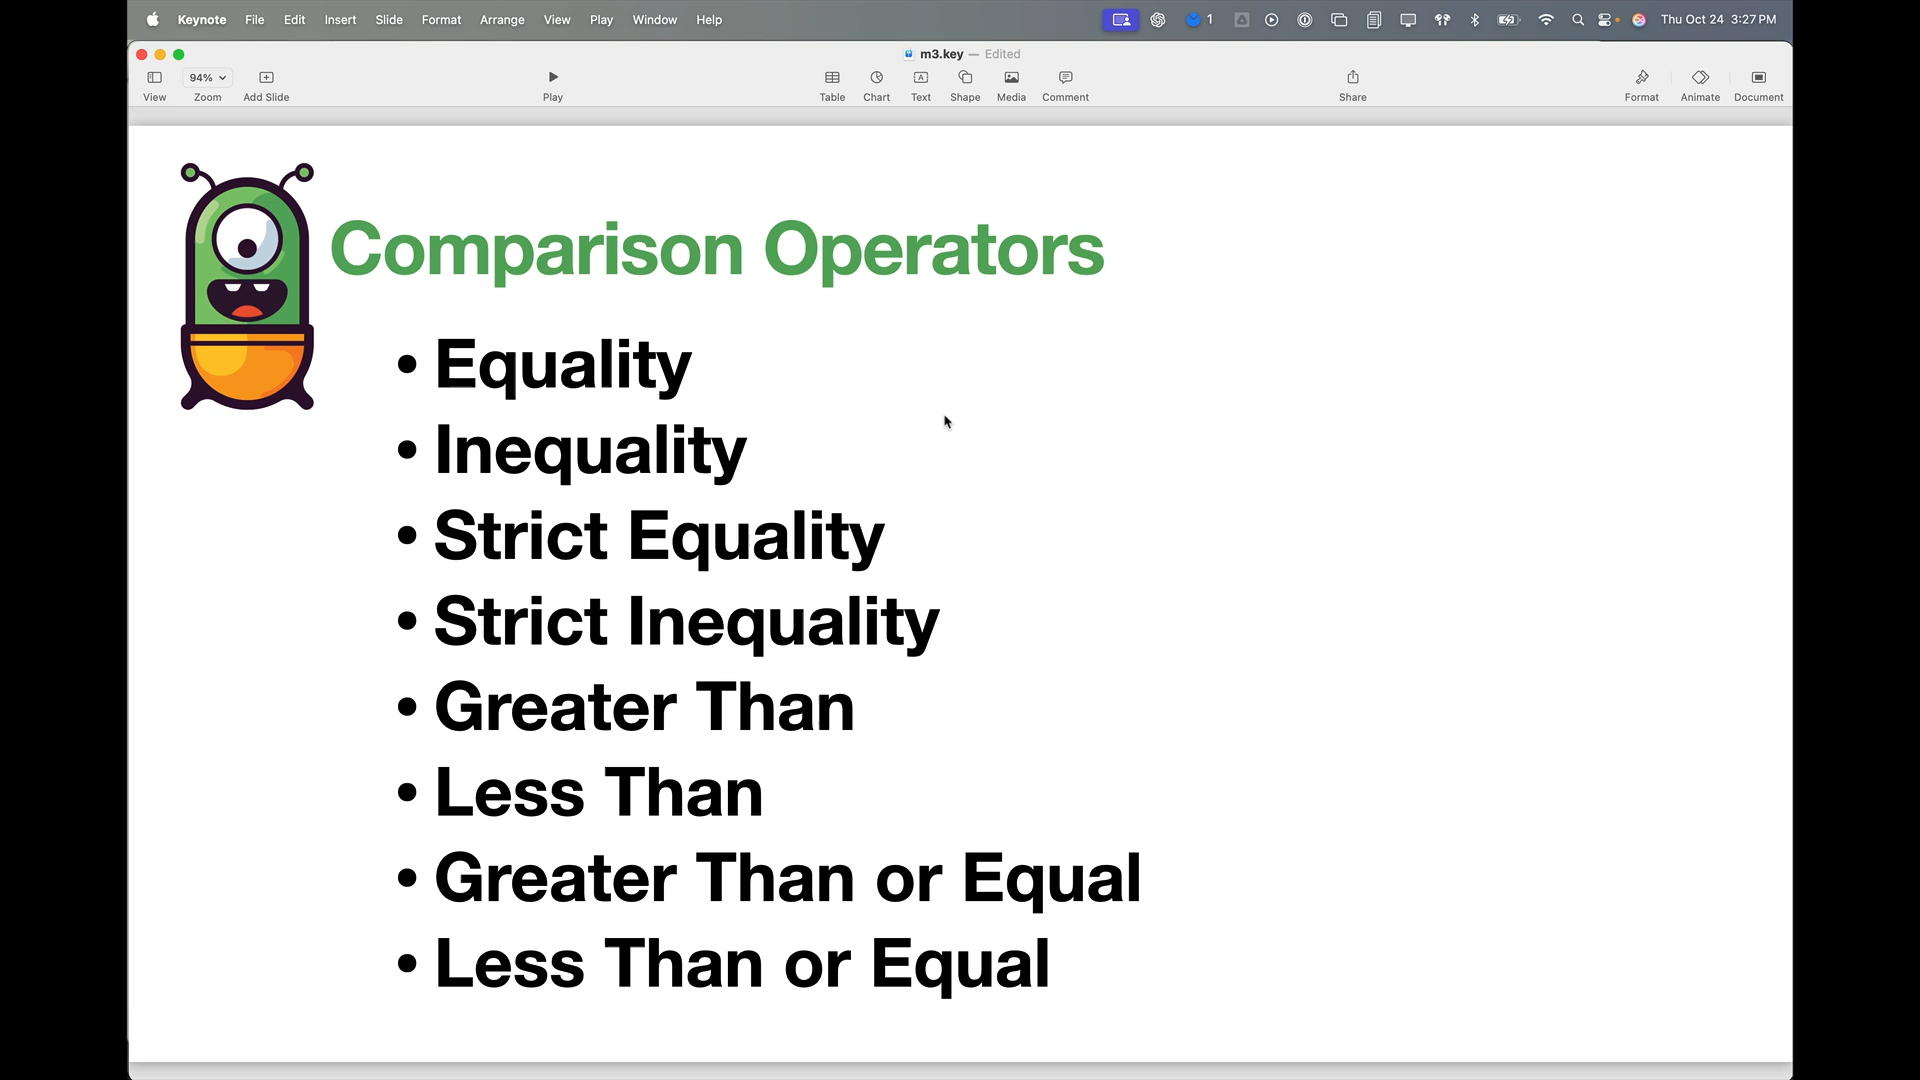 Keynote File Edit Insert Slide Format Arrange View Play Window Help 1 Thu Oct 24 3:27 PM
m3.key — Edited
94%
View Zoom Add Slide Play Table Chart Text Shape Media Comment Share Format Animate Document
Comparison Operators
• Equality
• Inequality
• Strict Equality
• Strict Inequality
• Greater Than
• Less Than
• Greater Than or Equal
• Less Than or Equal